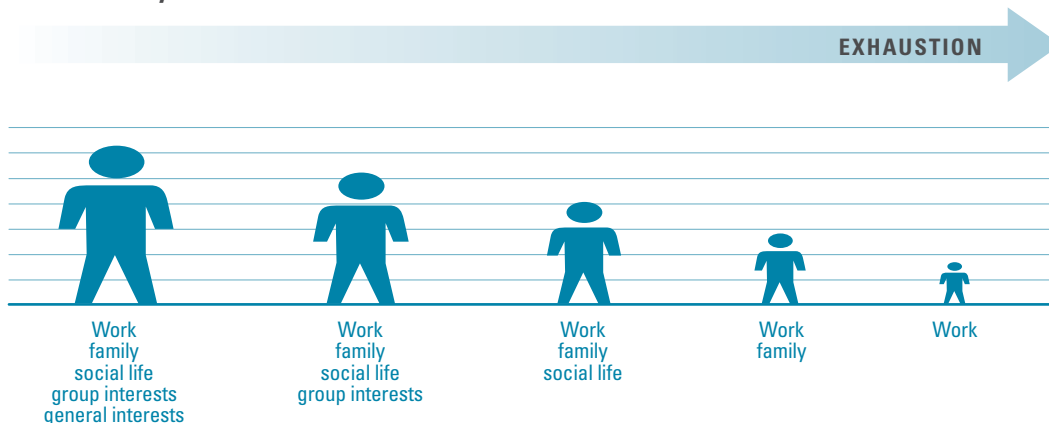 EXHAUSTION
Work
family
social life
group interests
general interests
Work
family
social life
group interests
Work
family
social life
Work
family
Work